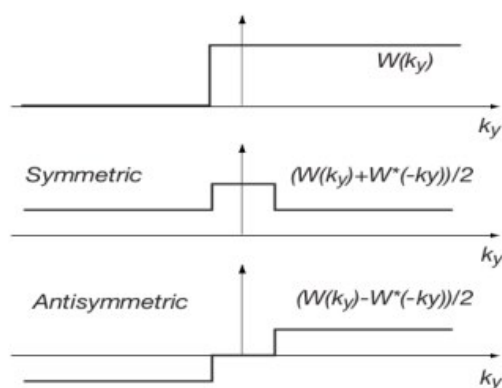 W(ky)
ky
Symmetric (W(ky)+W*(-ky))/2
ky
Antisymmetric (W(ky)-W*(-ky))/2
ky